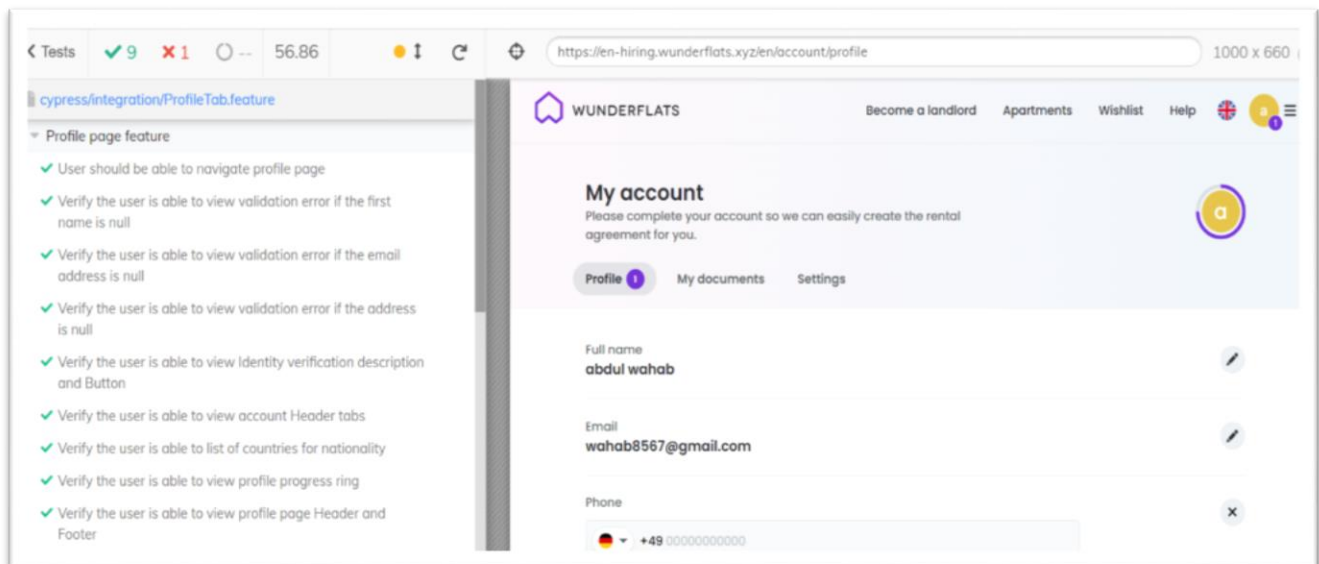 Tests 9 1 -- 56.86
https://en-hiring.wunderflats.xyz/en/account/profile 1000 x 660
cypress/integration/ProfileTab.feature
Profile page feature
User should be able to navigate profile page
Verify the user is able to view validation error if the first
name is null
Verify the user is able to view validation error if the email
address is null
Verify the user is able to view validation error if the address
is null
Verify the user is able to view Identity verification description
and Button
Verify the user is able to view account Header tabs
Verify the user is able to list of countries for nationality
Verify the user is able to view profile progress ring
Verify the user is able to view profile page Header and
Footer
WUNDERFLATS Become a landlord Apartments Wishlist Help a 1
My account
Please complete your account so we can easily create the rental
agreement for you.
a
Profile 1 My documents Settings
Full name
abdul wahab
Email
wahab8567@gmail.com
Phone
+49 00000000000